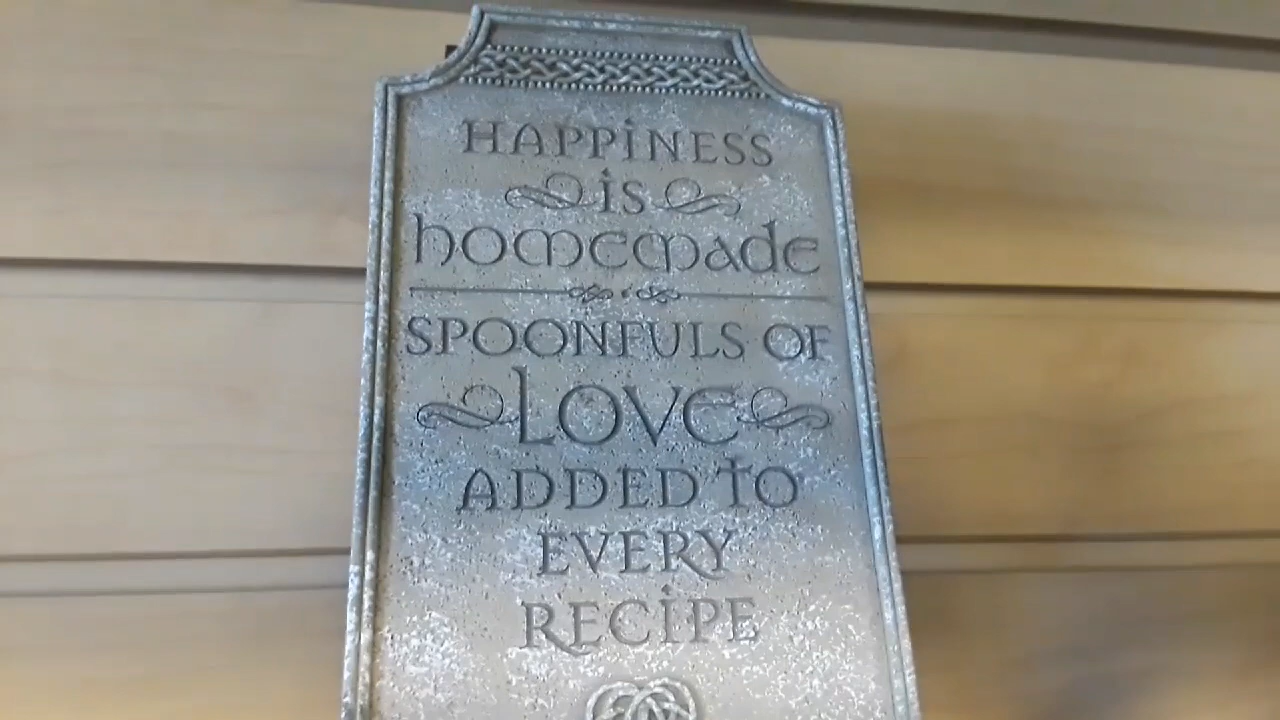 HAPPINESS
is
homemade
SPOONFULS OF
LOVE
ADDED TO
EVERY
RECIPE